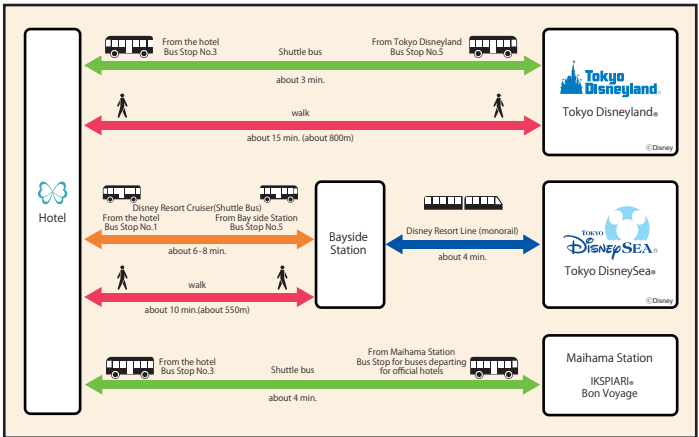 Hotel
From the hotel
Bus Stop No.3
Shuttle bus
From Tokyo Disneyland
Bus Stop No.5
about 3 min.
walk
about 15 min. (about 800m)
Tokyo
Disneyland®
Tokyo Disneyland®
©Disney
Disney Resort Cruiser(Shuttle Bus)
From the hotel
Bus Stop No.1
From Bay side Station
Bus Stop No.5
about 6-8 min.
walk
about 10 min.(about 550m)
Bayside
Station
Disney Resort Line (monorail)
about 4 min.
TOKYO
DISNEYSEA®
Tokyo DisneySea®
©Disney
From the hotel
Bus Stop No.3
Shuttle bus
From Maihama Station
Bus Stop for buses departing
for official hotels
about 4 min.
Maihama Station
IKSPIARI®
Bon Voyage